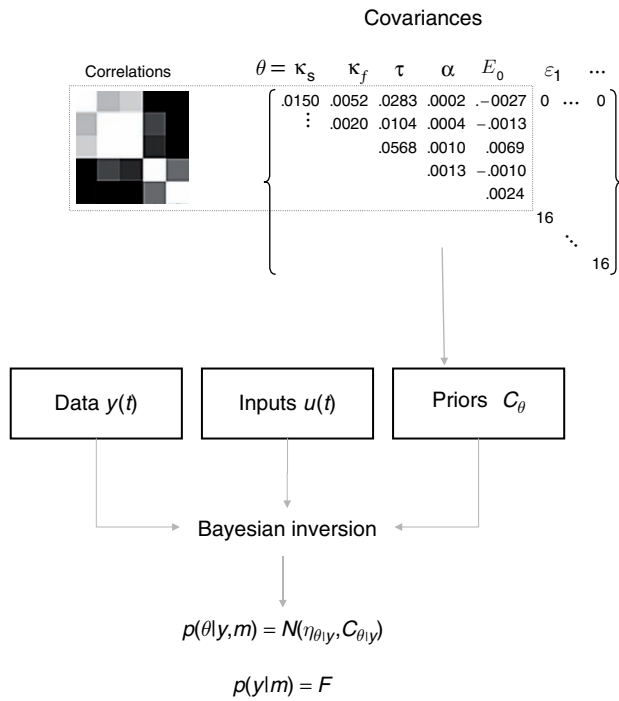 Covariances
Correlations
θ = κs κf τ α E0 ε1 ...
.0150 .0052 .0283 .0002 .−0027 0 ... 0
⋮ .0020 .0104 .0004 −.0013
.0568 .0010 .0069
.0013 −.0010
.0024
16
⋱
16
Data y(t) Inputs u(t) Priors Cθ
Bayesian inversion
p(θ|y,m) = N(ηθ|y,Cθ|y)
p(y|m) = F